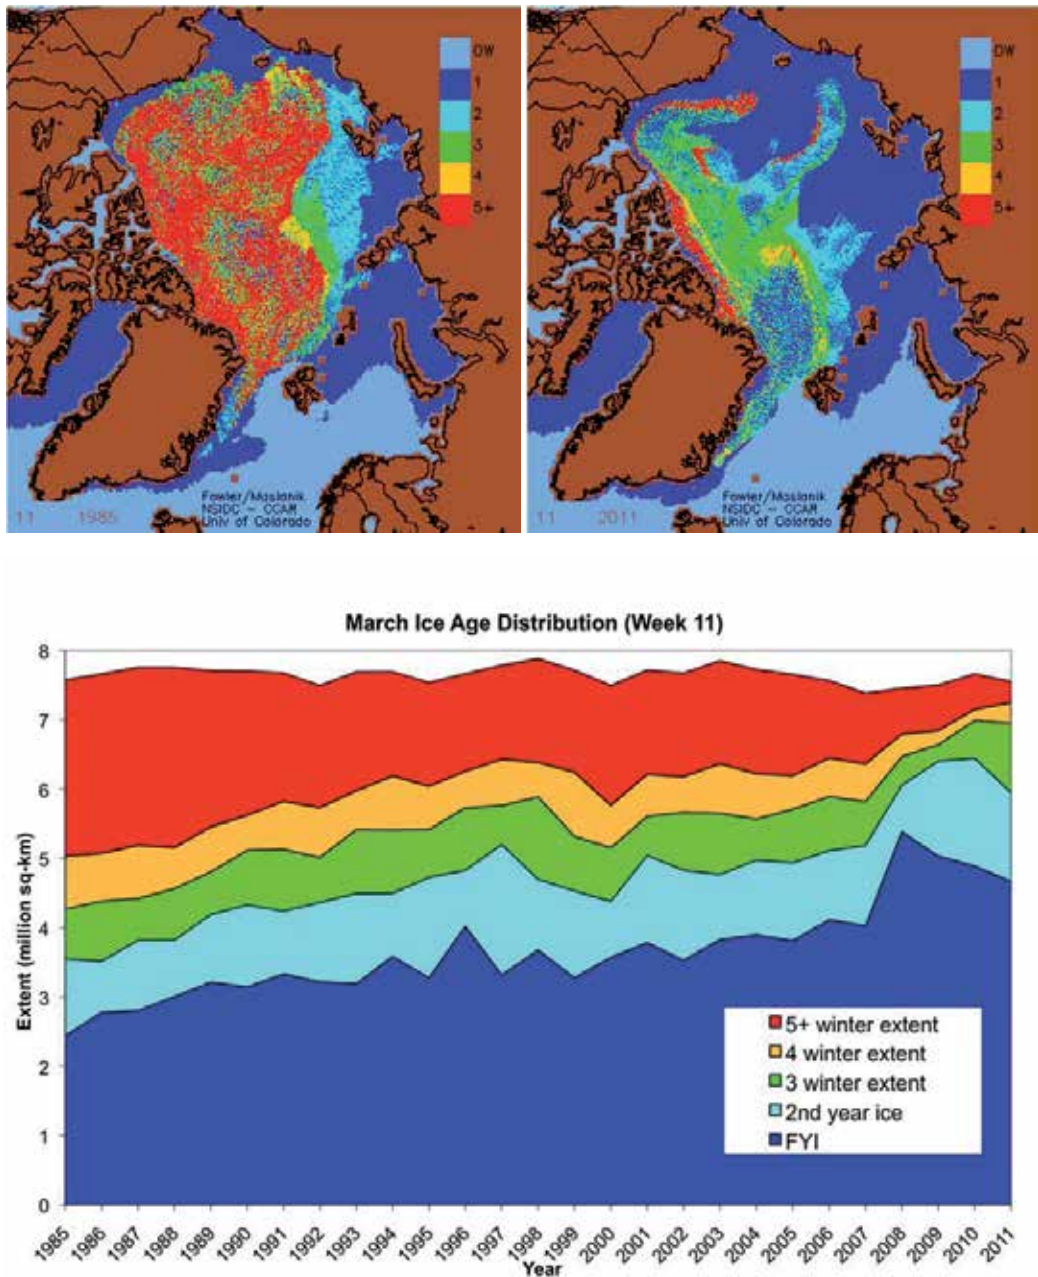 OW
1
2
3
4
5+
Fowler/Maslanik
NSIDC - CCAR
Univ of Colorado
11 1985
OW
1
2
3
4
5+
Fowler/Maslanik
NSIDC - CCAR
Univ of Colorado
11 2011
March Ice Age Distribution (Week 11)
Extent (million sq-km)
8
7
6
5
4
3
2
1
0
5+ winter extent
4 winter extent
3 winter extent
2nd year ice
FYI
1985 1986 1987 1988 1989 1990 1991 1992 1993 1994 1995 1996 1997 1998 1999 2000 2001 2002 2003 2004 2005 2006 2007 2008 2009 2010 2011
Year